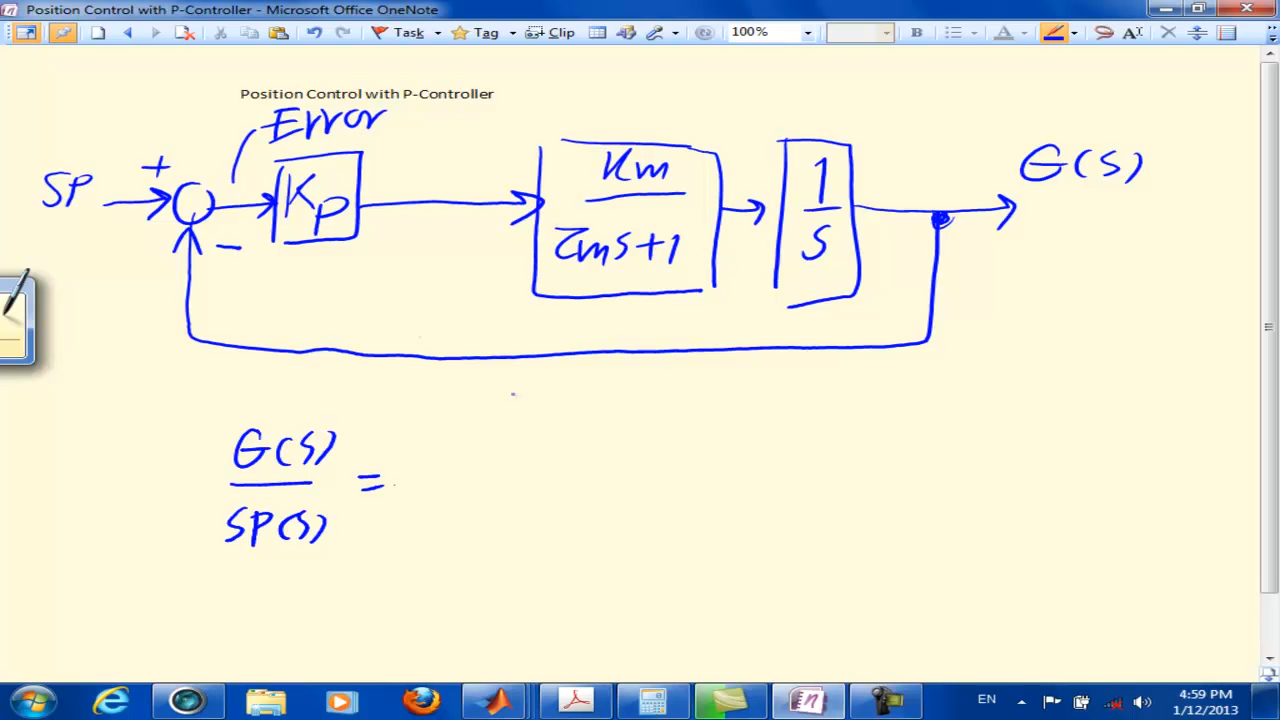 Position Control with P-Controller - Microsoft Office OneNote
Task Tag Clip 100% B A
Position Control with P-Controller
Error
SP + − Kp Km 1 G(s)
τms+1 s
G(s)
=
SP(s)
EN 4:59 PM
1/12/2013